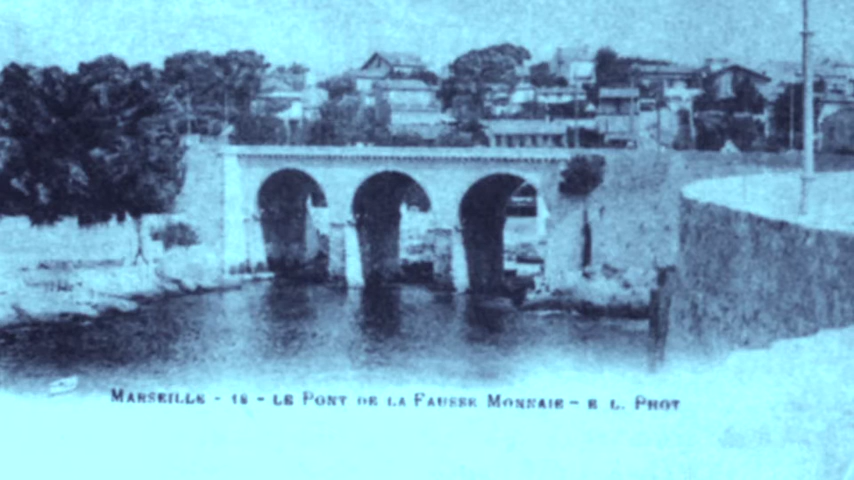 MARSEILLE - 18 - LE PONT DE LA FAUSSE MONNAIE - E. L. PHOT